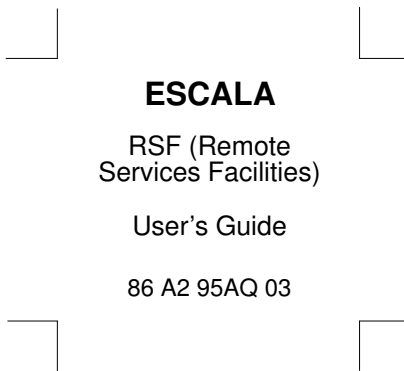 ESCALA
RSF (Remote
Services Facilities)
User's Guide
86 A2 95AQ 03